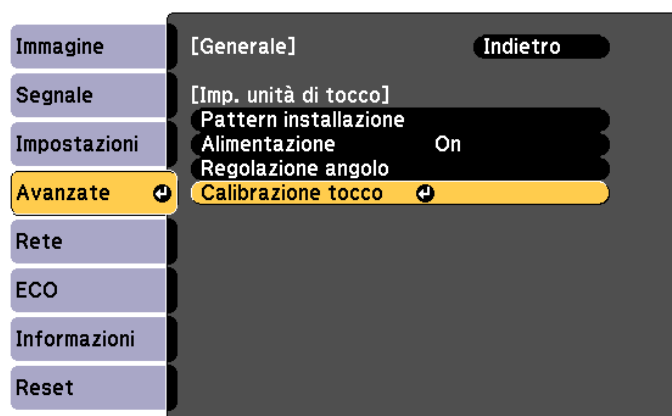 Immagine
Segnale
Impostazioni
Avanzate
Rete
ECO
Informazioni
Reset
[Generale] Indietro
[Imp. unità di tocco]
Pattern installazione
Alimentazione On
Regolazione angolo
Calibrazione tocco